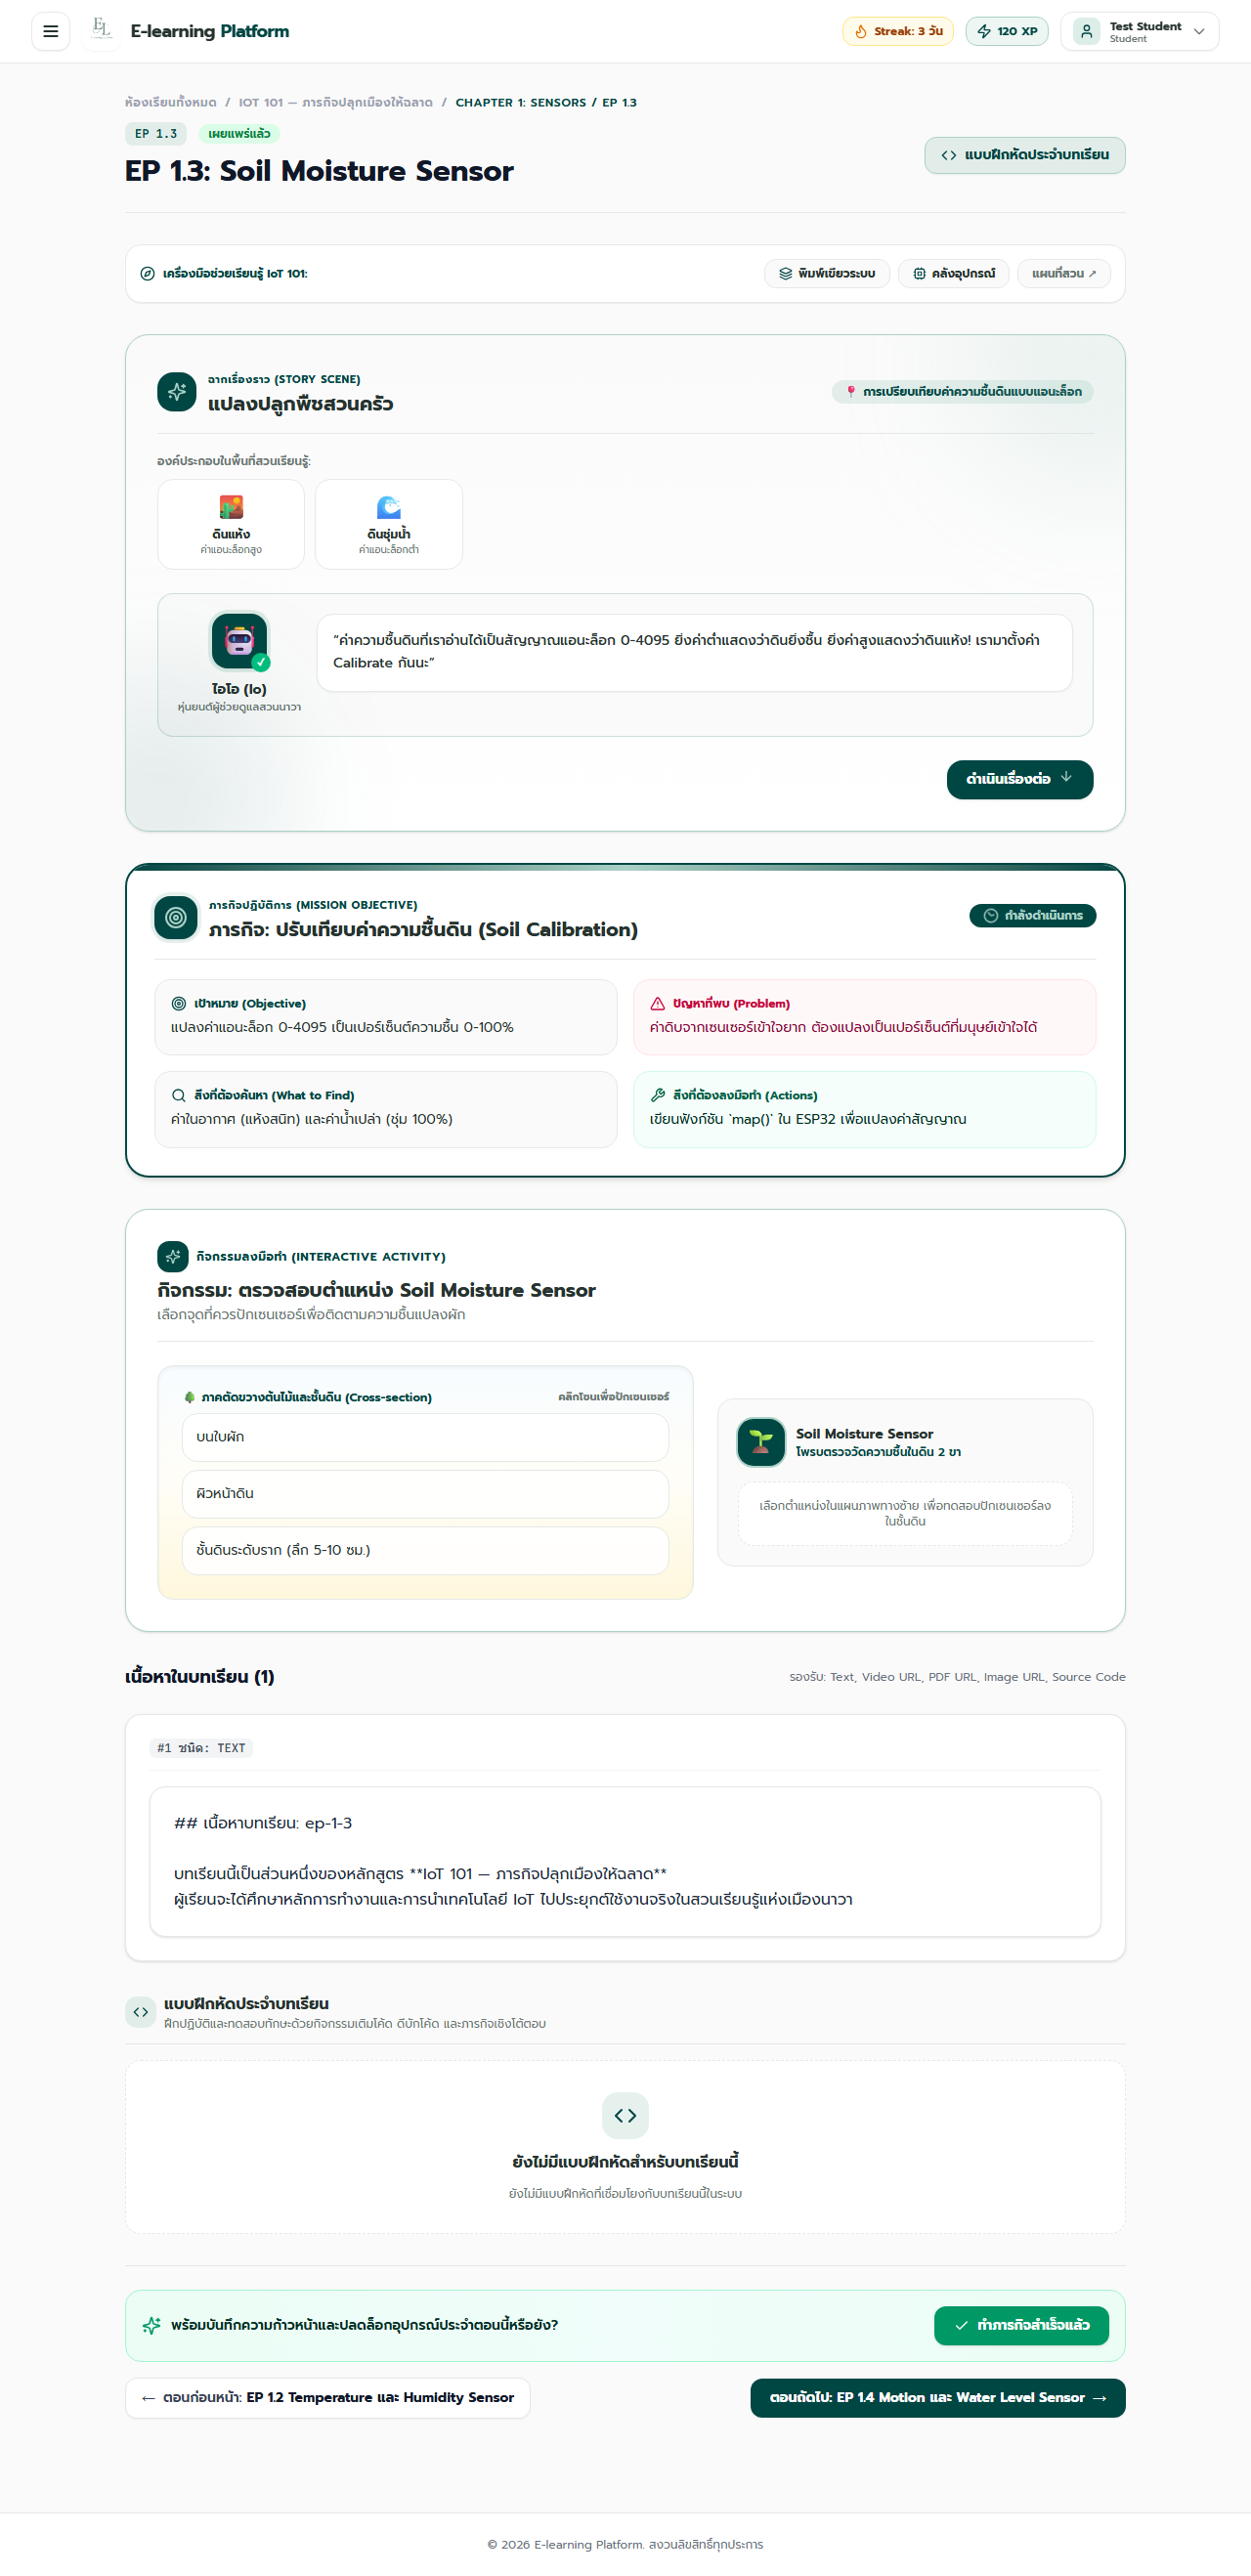 EL
E-learning Platform
Streak: 3 วัน
120 XP
Test Student
Student
ห้องเรียนทั้งหมด / IOT 101 — ภารกิจปลุกเมืองให้ฉลาด / CHAPTER 1: SENSORS / EP 1.3
EP 1.3 เผยแพร่แล้ว
EP 1.3: Soil Moisture Sensor
แบบฝึกหัดประจำบทเรียน
เครื่องมือช่วยเรียนรู้ IoT 101:
พิมพ์เขียวระบบ
คลังอุปกรณ์
แผนที่สวน ↗
ฉากเรื่องราว (STORY SCENE)
แปลงปลูกพืชสวนครัว
การเปรียบเทียบค่าความชื้นดินแบบแอนะล็อก
องค์ประกอบในพื้นที่สวนเรียนรู้:
ดินแห้ง
ค่าแอนะล็อกสูง
ดินชุ่มน้ำ
ค่าแอนะล็อกต่ำ
ไอโอ (Io)
หุ่นยนต์ผู้ช่วยดูแลสวนนาวา
“ค่าความชื้นดินที่เราอ่านได้เป็นสัญญาณแอนะล็อก 0-4095 ยิ่งค่าต่ำแสดงว่าดินยิ่งชื้น ยิ่งค่าสูงแสดงว่าดินแห้ง! เรามาตั้งค่า
Calibrate กันนะ”
ดำเนินเรื่องต่อ ↓
ภารกิจปฏิบัติการ (MISSION OBJECTIVE)
ภารกิจ: ปรับเทียบค่าความชื้นดิน (Soil Calibration)
กำลังดำเนินการ
เป้าหมาย (Objective)
แปลงค่าแอนะล็อก 0-4095 เป็นเปอร์เซ็นต์ความชื้น 0-100%
ปัญหาที่พบ (Problem)
ค่าดิบจากเซนเซอร์เข้าใจยาก ต้องแปลงเป็นเปอร์เซ็นต์ที่มนุษย์เข้าใจได้
สิ่งที่ต้องค้นหา (What to Find)
ค่าในอากาศ (แห้งสนิท) และค่าน้ำเปล่า (ชุ่ม 100%)
สิ่งที่ต้องลงมือทำ (Actions)
เขียนฟังก์ชัน `map()` ใน ESP32 เพื่อแปลงค่าสัญญาณ
กิจกรรมลงมือทำ (INTERACTIVE ACTIVITY)
กิจกรรม: ตรวจสอบตำแหน่ง Soil Moisture Sensor
เลือกจุดที่ควรปักเซนเซอร์เพื่อติดตามความชื้นแปลงผัก
ภาคตัดขวางต้นไม้และชั้นดิน (Cross-section)
คลิกโซนเพื่อปักเซนเซอร์
บนใบผัก
ผิวหน้าดิน
ชั้นดินระดับราก (ลึก 5-10 ซม.)
Soil Moisture Sensor
โพรบตรวจวัดความชื้นในดิน 2 ขา
เลือกตำแหน่งในแผนภาพทางซ้าย เพื่อทดสอบปักเซนเซอร์ลง
ในชั้นดิน
เนื้อหาในบทเรียน (1)
รองรับ: Text, Video URL, PDF URL, Image URL, Source Code
#1 ชนิด: TEXT
## เนื้อหาบทเรียน: ep-1-3
บทเรียนนี้เป็นส่วนหนึ่งของหลักสูตร **IoT 101 — ภารกิจปลุกเมืองให้ฉลาด**
ผู้เรียนจะได้ศึกษาหลักการทำงานและการนำเทคโนโลยี IoT ไปประยุกต์ใช้งานจริงในสวนเรียนรู้แห่งเมืองนาวา
แบบฝึกหัดประจำบทเรียน
ฝึกปฏิบัติและทดสอบทักษะด้วยกิจกรรมเติมโค้ด ดีบักโค้ด และภารกิจเชิงโต้ตอบ
ยังไม่มีแบบฝึกหัดสำหรับบทเรียนนี้
ยังไม่มีแบบฝึกหัดที่เชื่อมโยงกับบทเรียนนี้ในระบบ
พร้อมบันทึกความก้าวหน้าและปลดล็อกอุปกรณ์ประจำตอนนี้หรือยัง?
ทำภารกิจสำเร็จแล้ว
← ตอนก่อนหน้า: EP 1.2 Temperature และ Humidity Sensor
ตอนถัดไป: EP 1.4 Motion และ Water Level Sensor →
© 2026 E-learning Platform. สงวนลิขสิทธิ์ทุกประการ